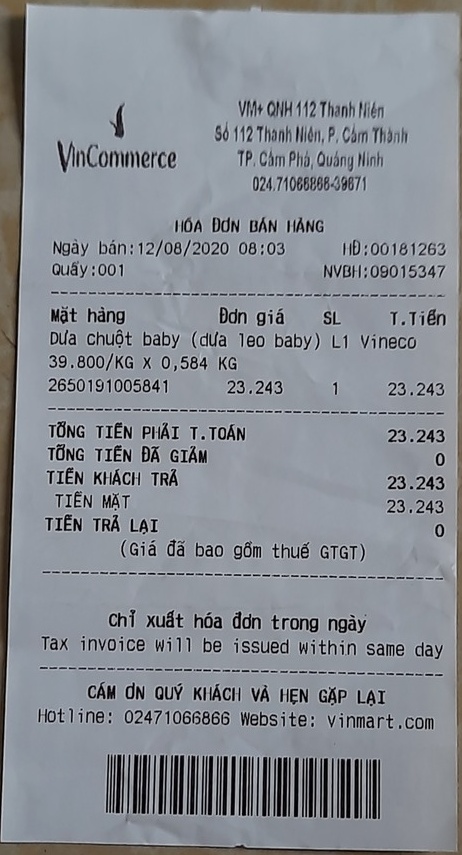 VinCommerce
VM+ QNH 112 Thanh Niên
Số 112 Thanh Niên, P. Cẩm Thành
TP. Cẩm Phả, Quảng Ninh
024.71066866-39671
HÓA ĐƠN BÁN HÀNG
Ngày bán:12/08/2020 08:03 HĐ:00181263
Quầy:001 NVBH:09015347
Mặt hàng Đơn giá SL T.Tiền
Dưa chuột baby (dưa leo baby) L1 Vineco
39.800/KG X 0,584 KG
2650191005841 23.243 1 23.243
TỔNG TIỀN PHẢI T.TOÁN 23.243
TỔNG TIỀN ĐÃ GIẢM 0
TIỀN KHÁCH TRẢ 23.243
TIỀN MẶT 23.243
TIỀN TRẢ LẠI 0
(Giá đã bao gồm thuế GTGT)
Chỉ xuất hóa đơn trong ngày
Tax invoice will be issued within same day
CẢM ƠN QUÝ KHÁCH VÀ HẸN GẶP LẠI
Hotline: 02471066866 Website: vinmart.com